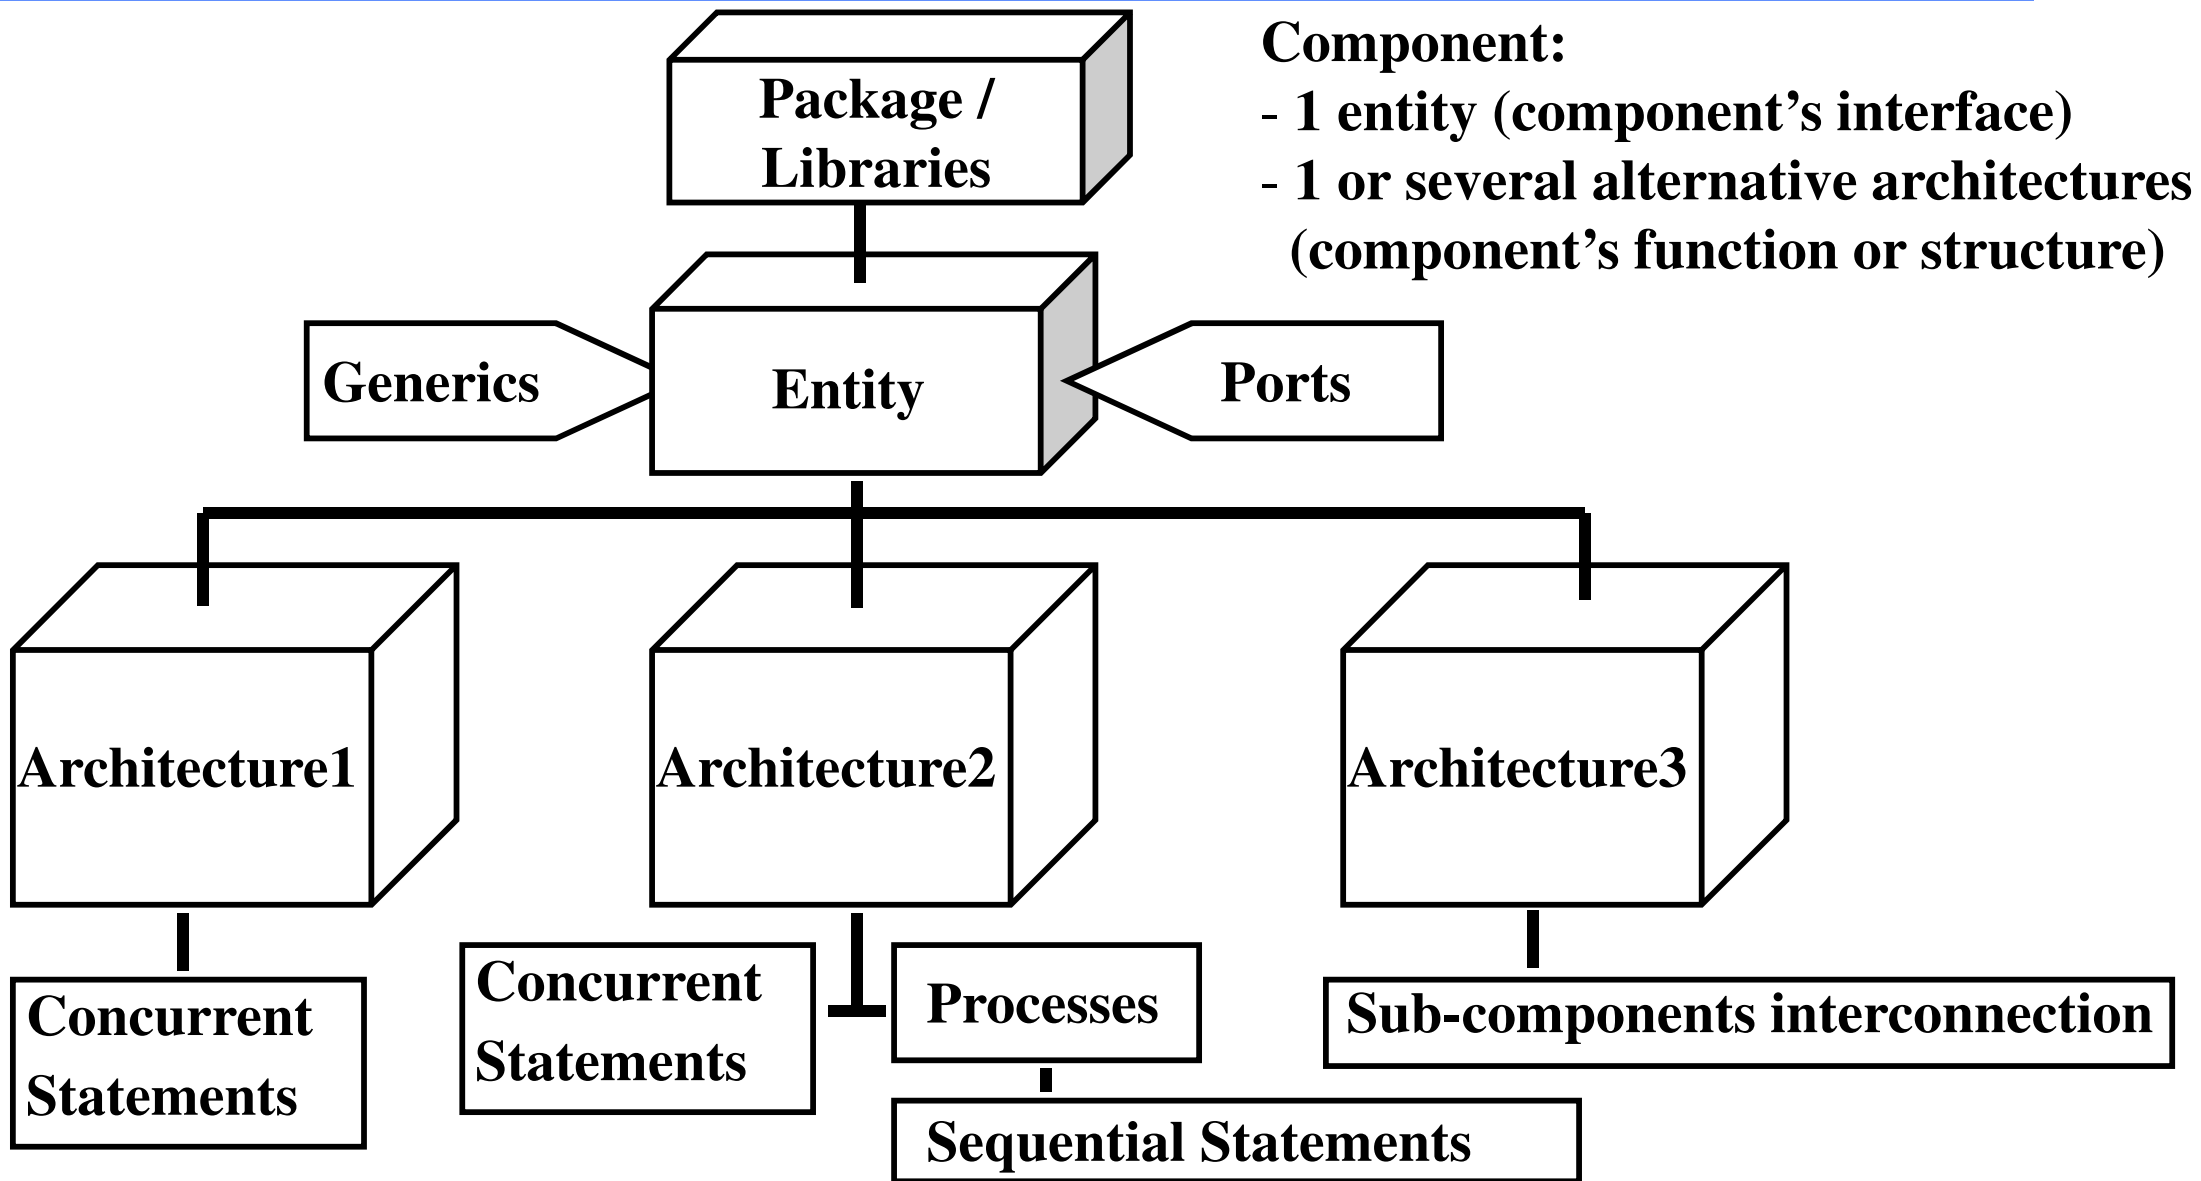 Package /
Libraries
Component:
- 1 entity (component’s interface)
- 1 or several alternative architectures
(component’s function or structure)
Generics
Entity
Ports
Architecture1
Architecture2
Architecture3
Concurrent
Statements
Concurrent
Statements
Processes
Sequential Statements
Sub-components interconnection